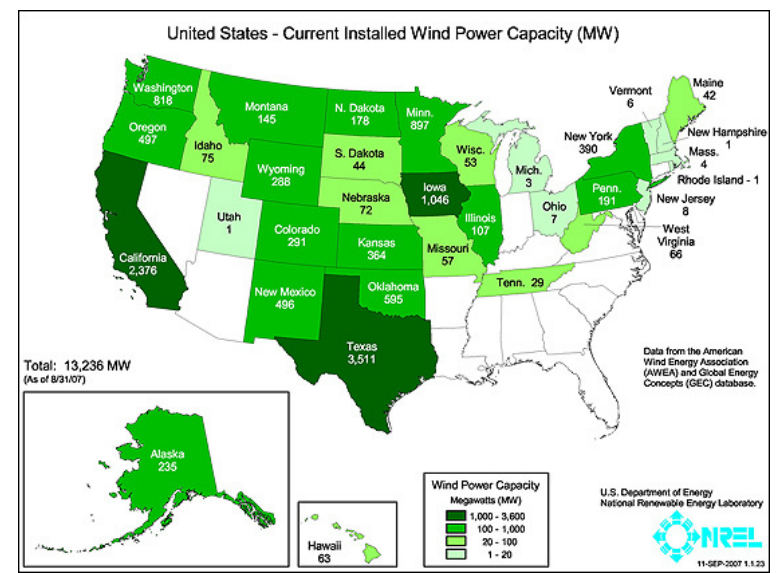 United States - Current Installed Wind Power Capacity (MW)
Washington
818
Oregon
497
California
2,376
Idaho
75
Montana
145
Wyoming
288
Utah
1
Colorado
291
New Mexico
496
N. Dakota
178
S. Dakota
44
Nebraska
72
Kansas
364
Oklahoma
595
Texas
3,511
Minn.
897
Iowa
1,046
Missouri
57
Wisc.
53
Illinois
107
Mich.
3
Ohio
7
Tenn. 29
Vermont
6
Maine
42
New York
390
New Hampshire
1
Mass.
4
Rhode Island - 1
Penn.
191
New Jersey
8
West
Virginia
66
Total: 13,236 MW
(As of 8/31/07)
Data from the American
Wind Energy Association
(AWEA) and Global Energy
Concepts (GEC) database.
Alaska
235
Hawaii
63
Wind Power Capacity
Megawatts (MW)
1,000 - 3,600
100 - 1,000
20 - 100
1 - 20
U.S. Department of Energy
National Renewable Energy Laboratory
NREL
11-SEP-2007 1.1.23